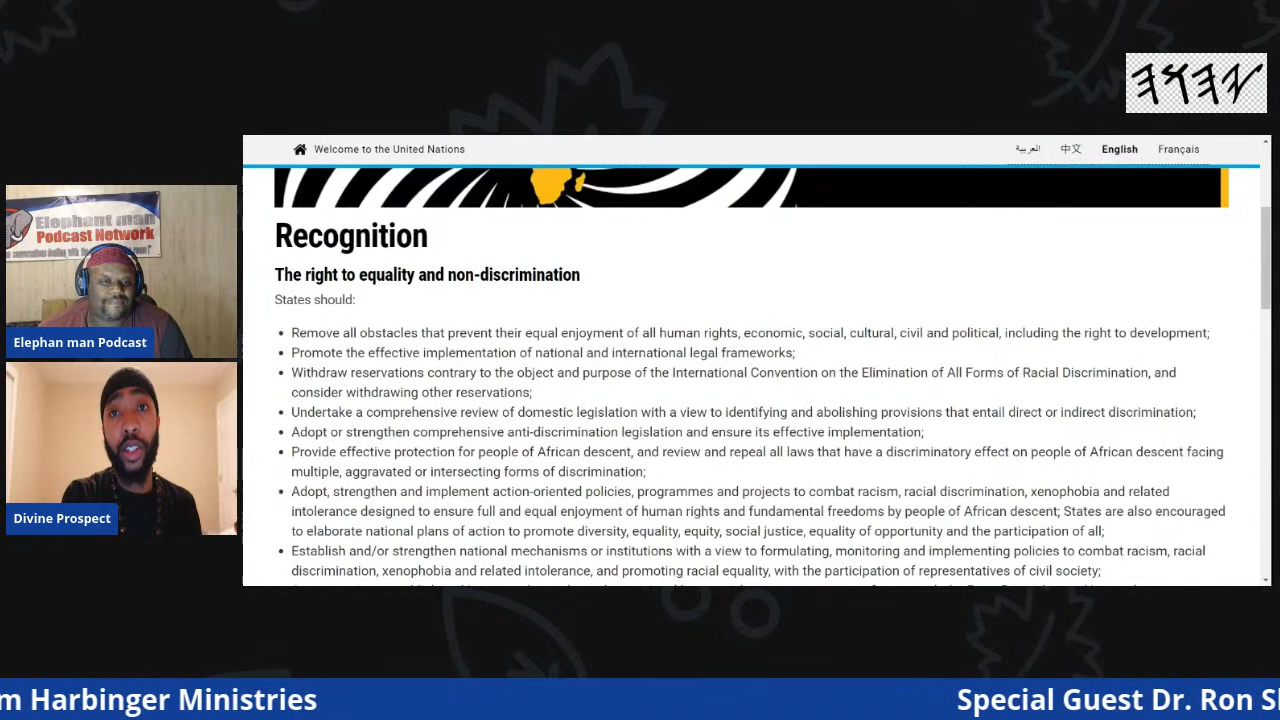 𐤉𐤄𐤅𐤄
Welcome to the United Nations العربية 中文 English Français
Elephant man
Podcast Network
Elephan man Podcast
Divine Prospect
Recognition
The right to equality and non-discrimination
States should:
• Remove all obstacles that prevent their equal enjoyment of all human rights, economic, social, cultural, civil and political, including the right to development;
• Promote the effective implementation of national and international legal frameworks;
• Withdraw reservations contrary to the object and purpose of the International Convention on the Elimination of All Forms of Racial Discrimination, and
consider withdrawing other reservations;
• Undertake a comprehensive review of domestic legislation with a view to identifying and abolishing provisions that entail direct or indirect discrimination;
• Adopt or strengthen comprehensive anti-discrimination legislation and ensure its effective implementation;
• Provide effective protection for people of African descent, and review and repeal all laws that have a discriminatory effect on people of African descent facing
multiple, aggravated or intersecting forms of discrimination;
• Adopt, strengthen and implement action-oriented policies, programmes and projects to combat racism, racial discrimination, xenophobia and related
intolerance designed to ensure full and equal enjoyment of human rights and fundamental freedoms by people of African descent; States are also encouraged
to elaborate national plans of action to promote diversity, equality, equity, social justice, equality of opportunity and the participation of all;
• Establish and/or strengthen national mechanisms or institutions with a view to formulating, monitoring and implementing policies to combat racism, racial
discrimination, xenophobia and related intolerance, and promoting racial equality, with the participation of representatives of civil society;
m Harbinger Ministries Special Guest Dr. Ron